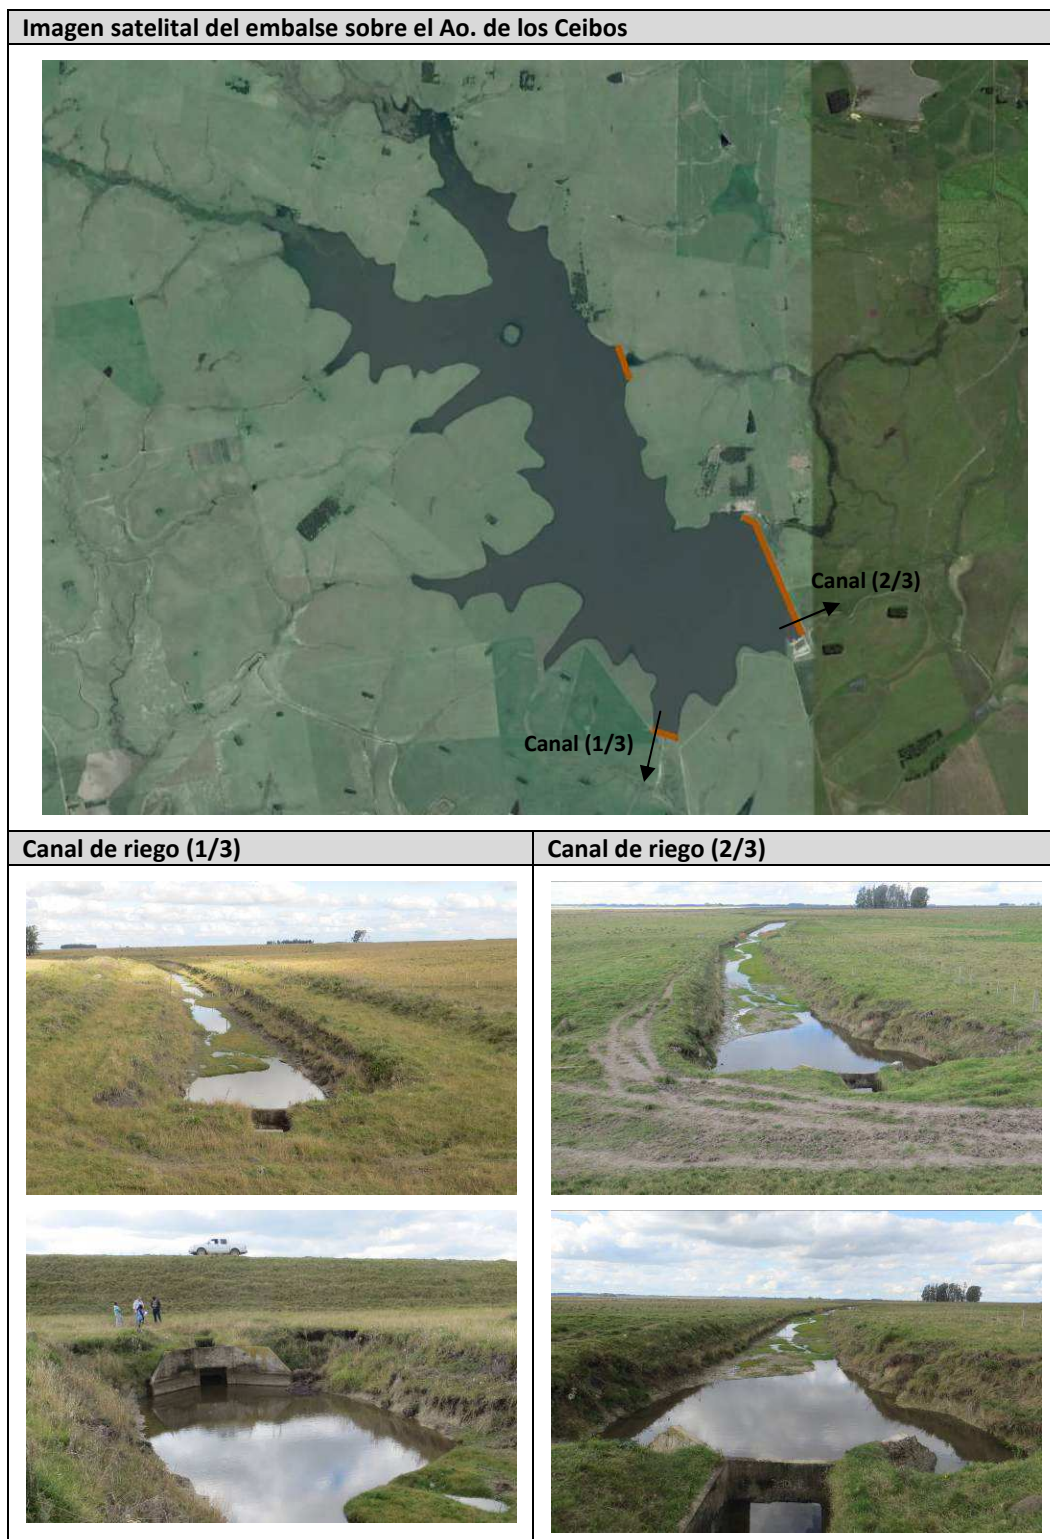 Imagen satelital del embalse sobre el Ao. de los Ceibos
Canal (2/3)
Canal (1/3)
Canal de riego (1/3)
Canal de riego (2/3)